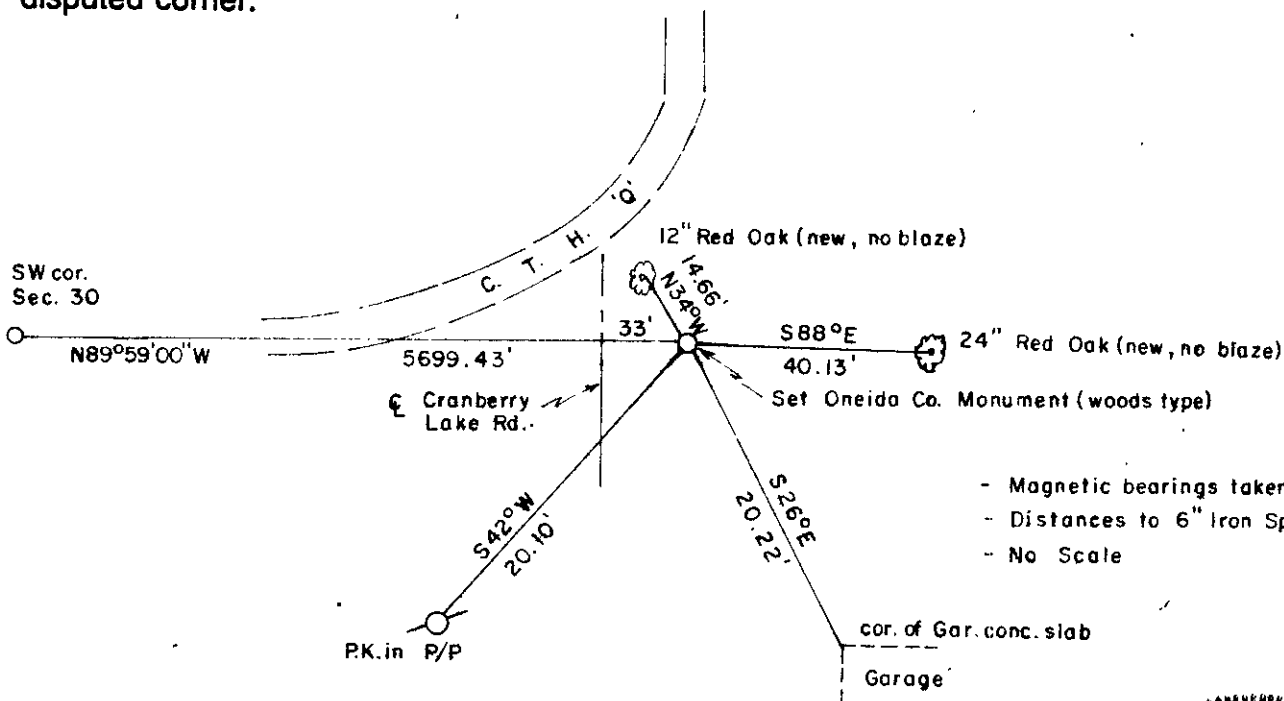 disputed corner.
C. T. H. 'Q'
12" Red Oak (new, no blaze)
14.66'
N34°W
SW cor.
Sec. 30
33'
S88°E
24" Red Oak (new, no blaze)
N89°59'00"W
5699.43'
40.13'
℄ Cranberry
Lake Rd.
Set Oneida Co. Monument (woods type)
S42°W
20.10'
S26°E
20.22'
- Magnetic bearings taken
- Distances to 6" Iron Sp
- No Scale
P.K. in P/P
cor. of Gar. conc. slab
Garage